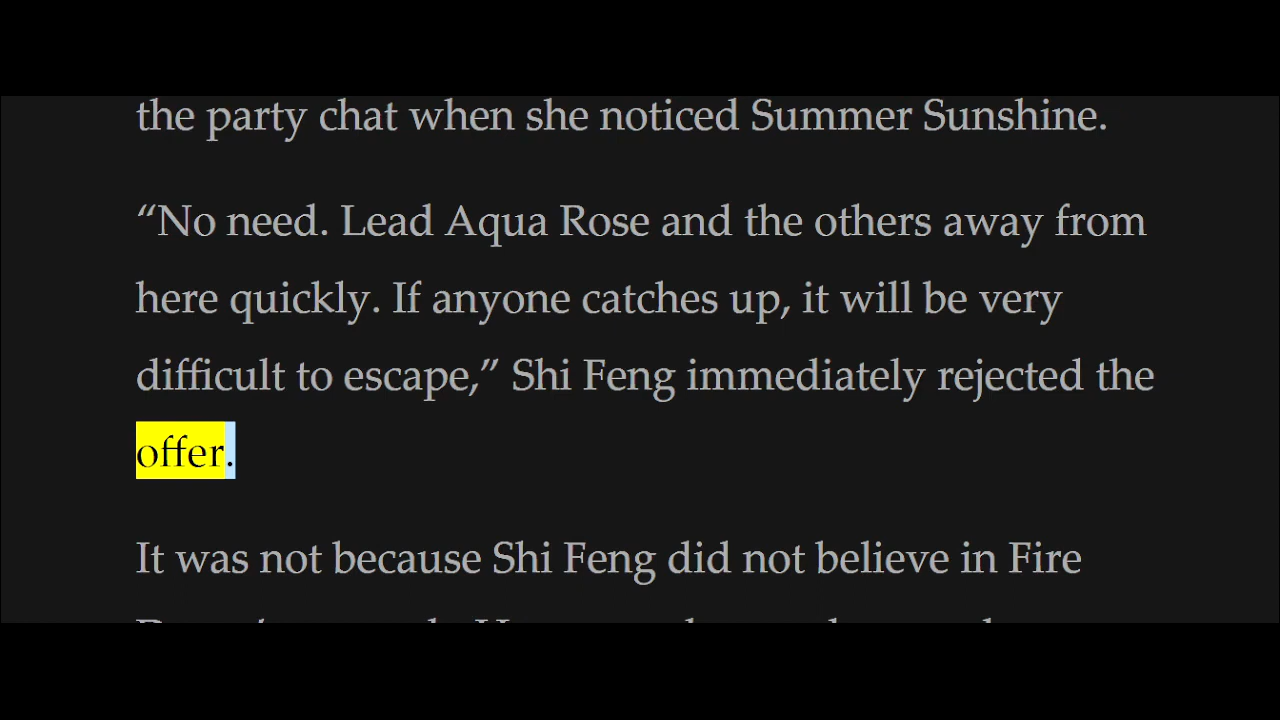 the party chat when she noticed Summer Sunshine.
“No need. Lead Aqua Rose and the others away from
here quickly. If anyone catches up, it will be very
difficult to escape,” Shi Feng immediately rejected the
offer.
It was not because Shi Feng did not believe in Fire